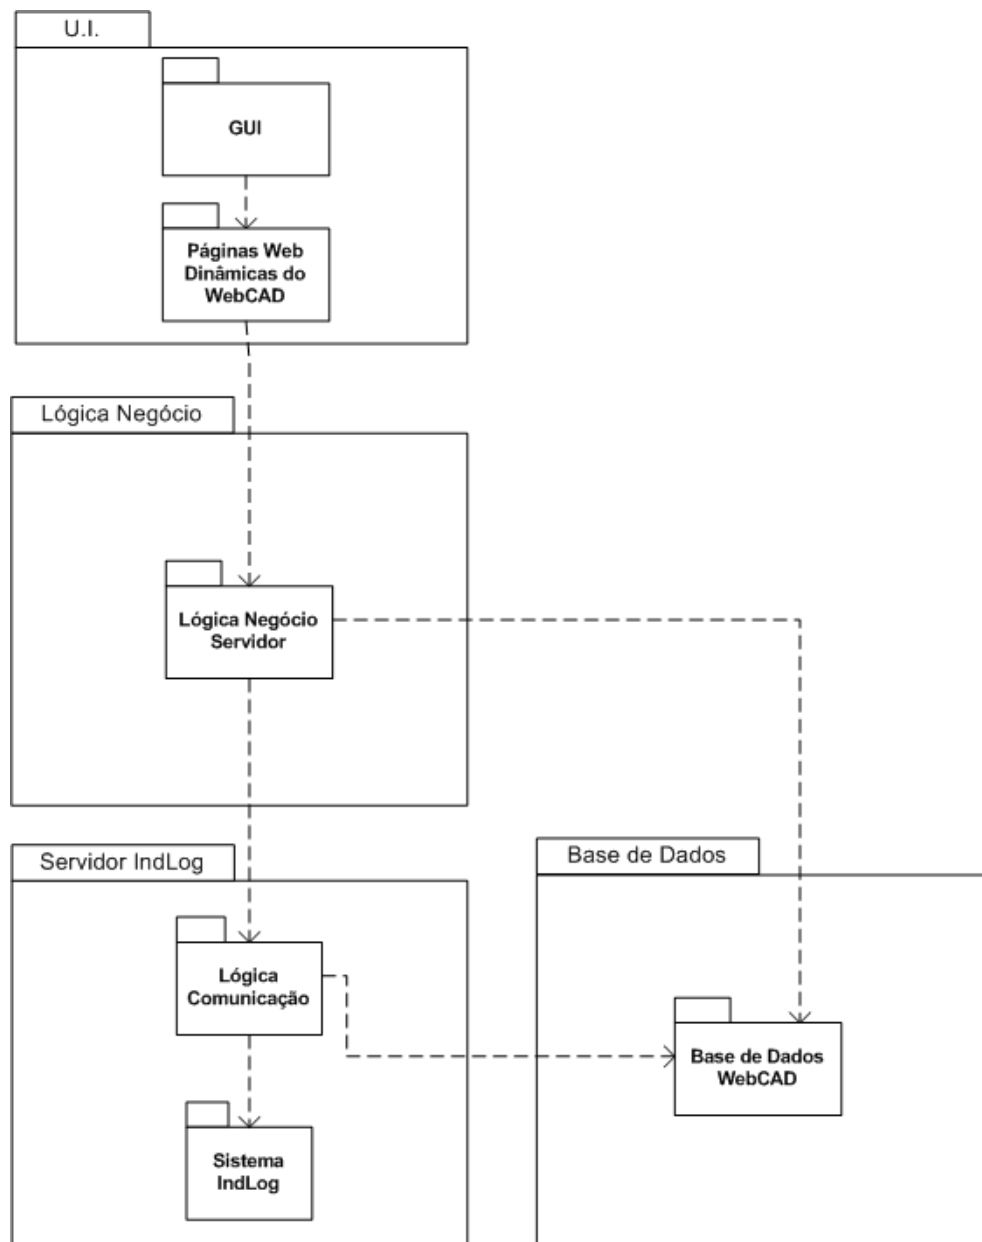 U.I.
GUI
Páginas Web
Dinâmicas do
WebCAD
Lógica Negócio
Lógica Negócio
Servidor
Servidor IndLog
Lógica
Comunicação
Sistema
IndLog
Base de Dados
Base de Dados
WebCAD